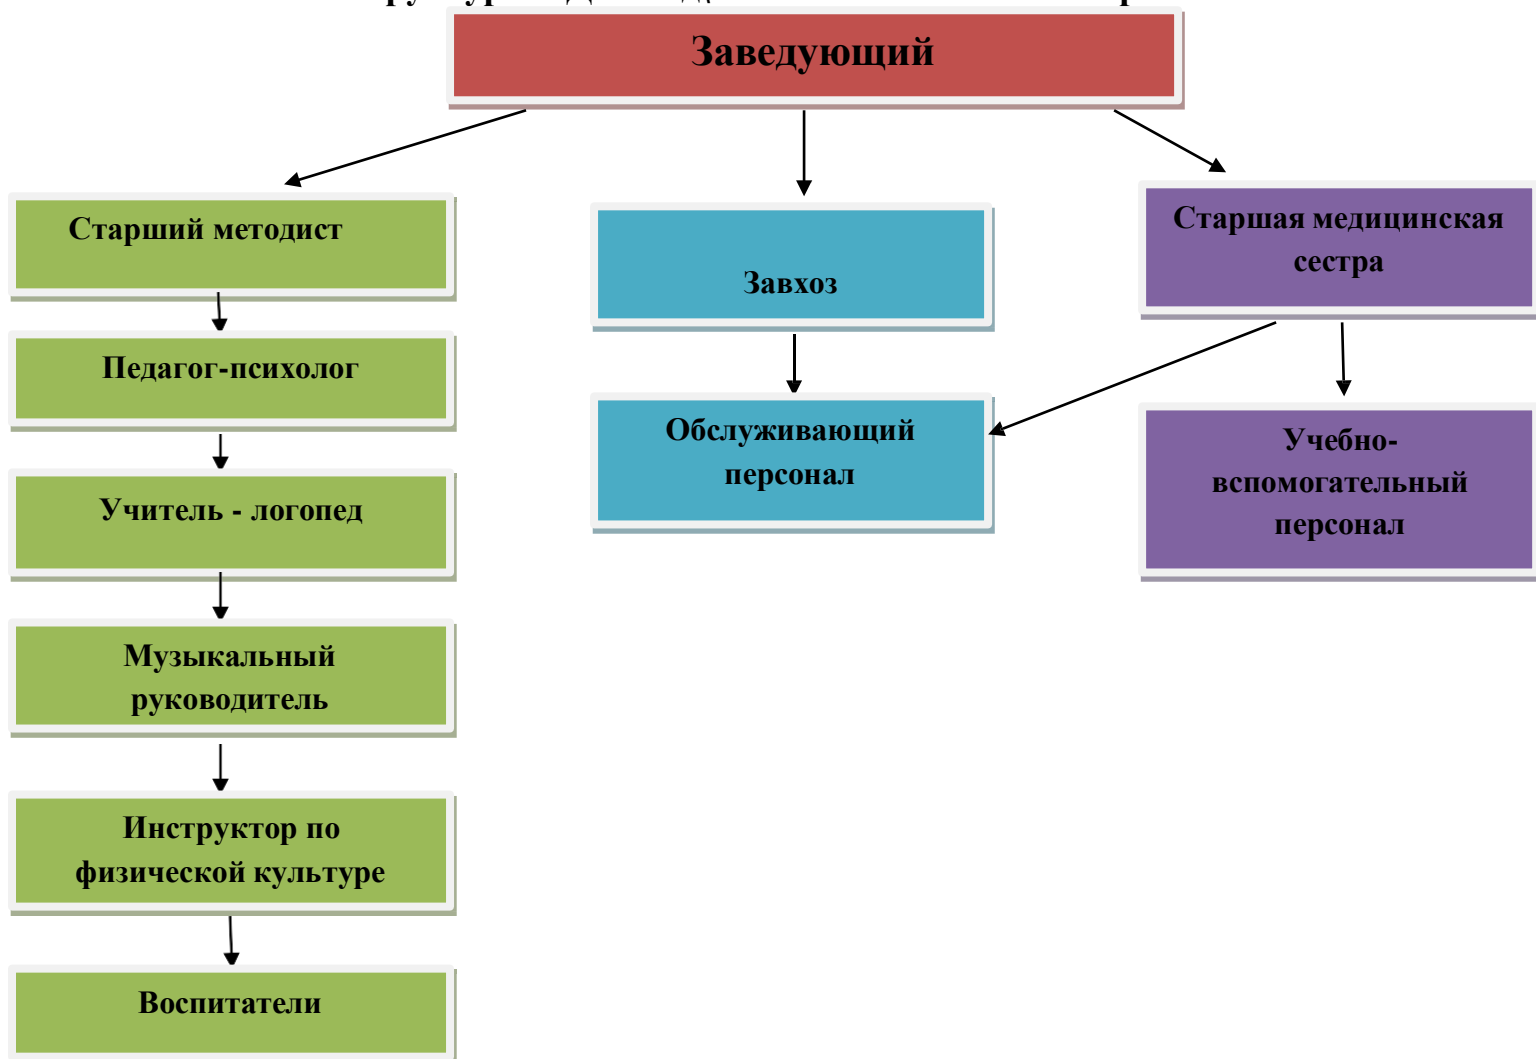 Заведующий
Старший методист
Завхоз
Старшая медицинская
сестра
Педагог-психолог
Обслуживающий
персонал
Учебно-
вспомогательный
персонал
Учитель - логопед
Музыкальный
руководитель
Инструктор по
физической культуре
Воспитатели